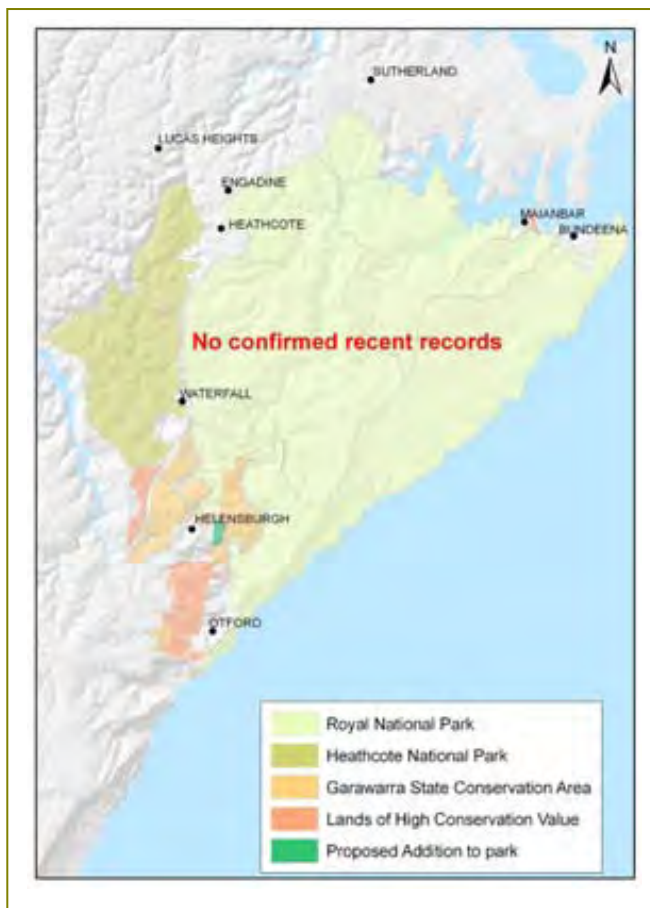 N
SUTHERLAND
LUCAS HEIGHTS
ENGADINE
HEATHCOTE
MAIANBAR
BUNDEENA
No confirmed recent records
WATERFALL
HELENSBURGH
OTFORD
Royal National Park
Heathcote National Park
Garawarra State Conservation Area
Lands of High Conservation Value
Proposed Addition to park